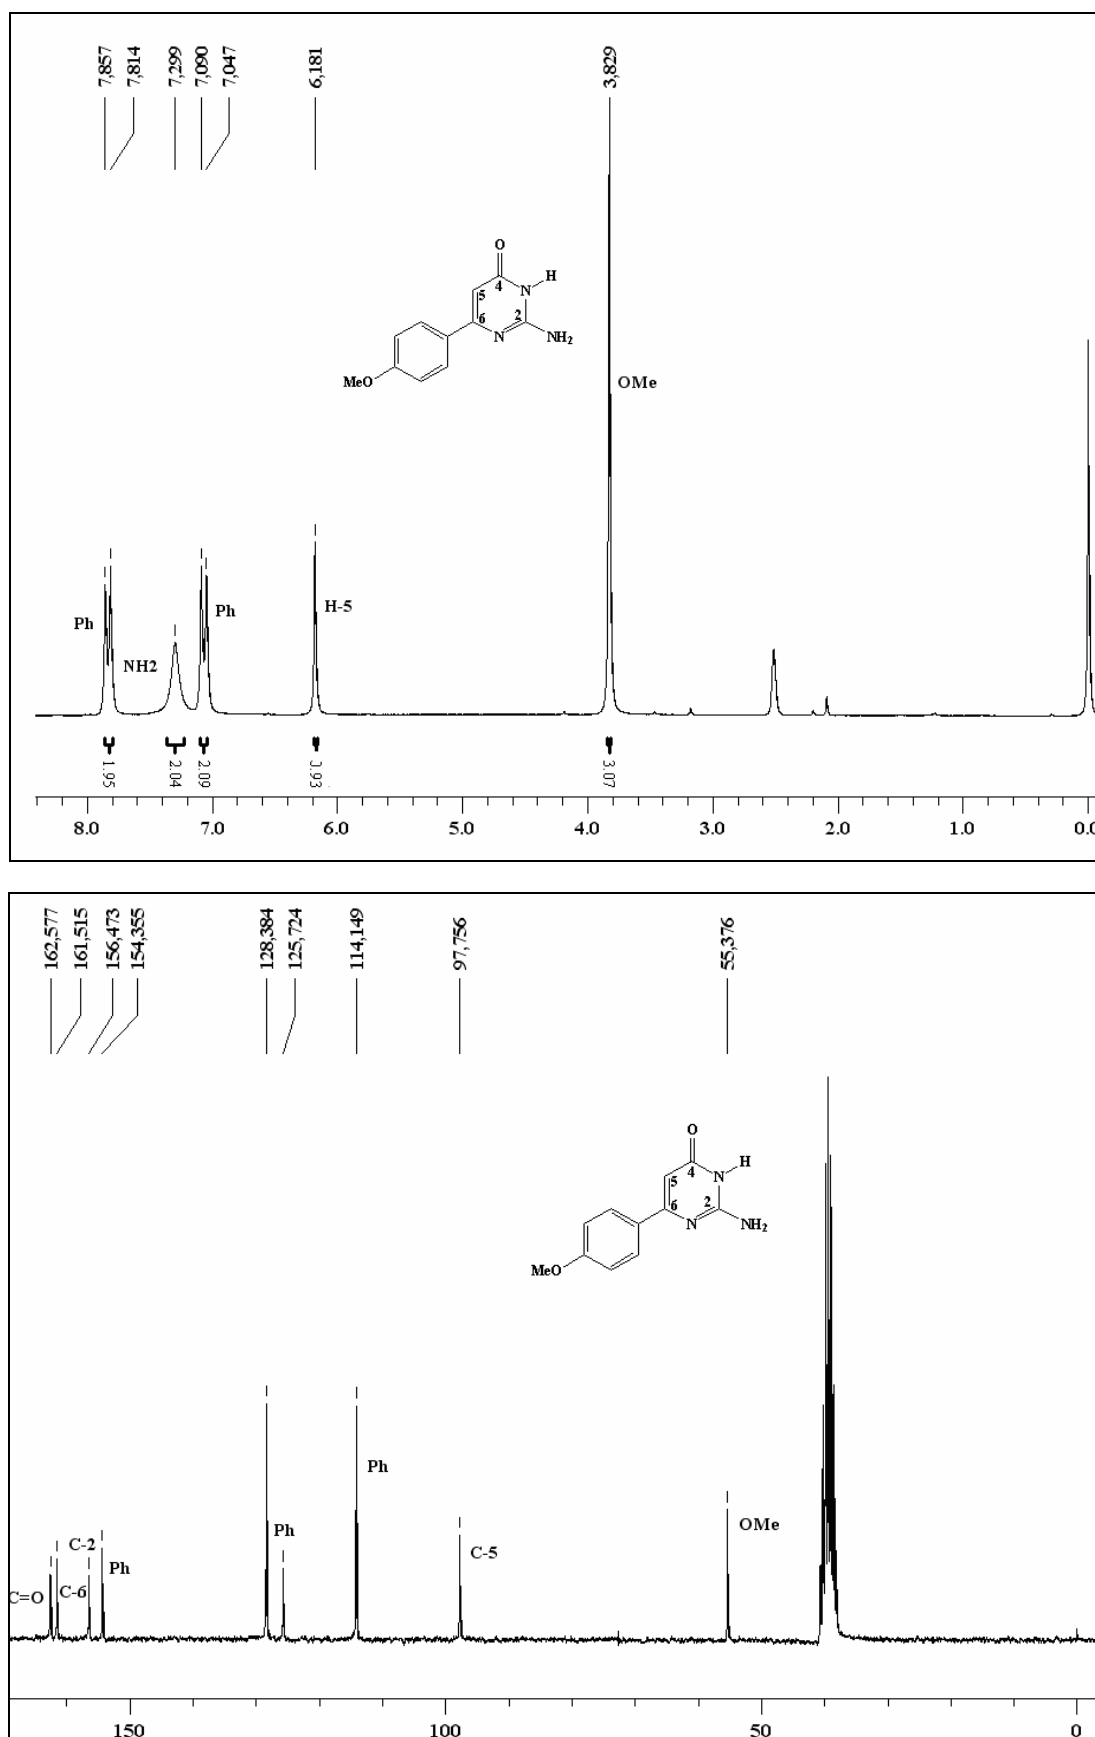 7,857
7,814
7,299
7,090
7,047
6,181
3,829
O
4
H
5
N
6
2
N
NH2
MeO
OMe
Ph
NH2
Ph
H-5
1.95
2.04
2.09
0.93
3.07
8.0 7.0 6.0 5.0 4.0 3.0 2.0 1.0 0.0
162,577
161,515
156,473
154,355
128,384
125,724
114,149
97,756
55,376
O
4
H
5
N
6
2
N
NH2
MeO
Ph
C-2
Ph
OMe
C-5
C=O
C-6
Ph
150 100 50 0